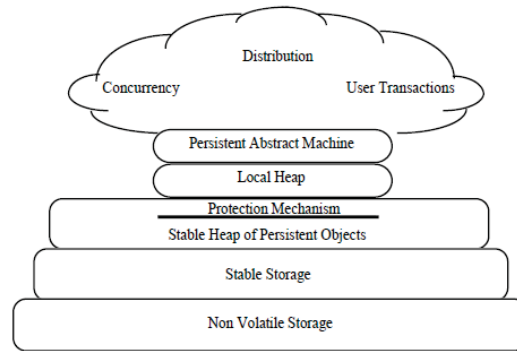 Distribution
Concurrency
User Transactions
Persistent Abstract Machine
Local Heap
Protection Mechanism
Stable Heap of Persistent Objects
Stable Storage
Non Volatile Storage